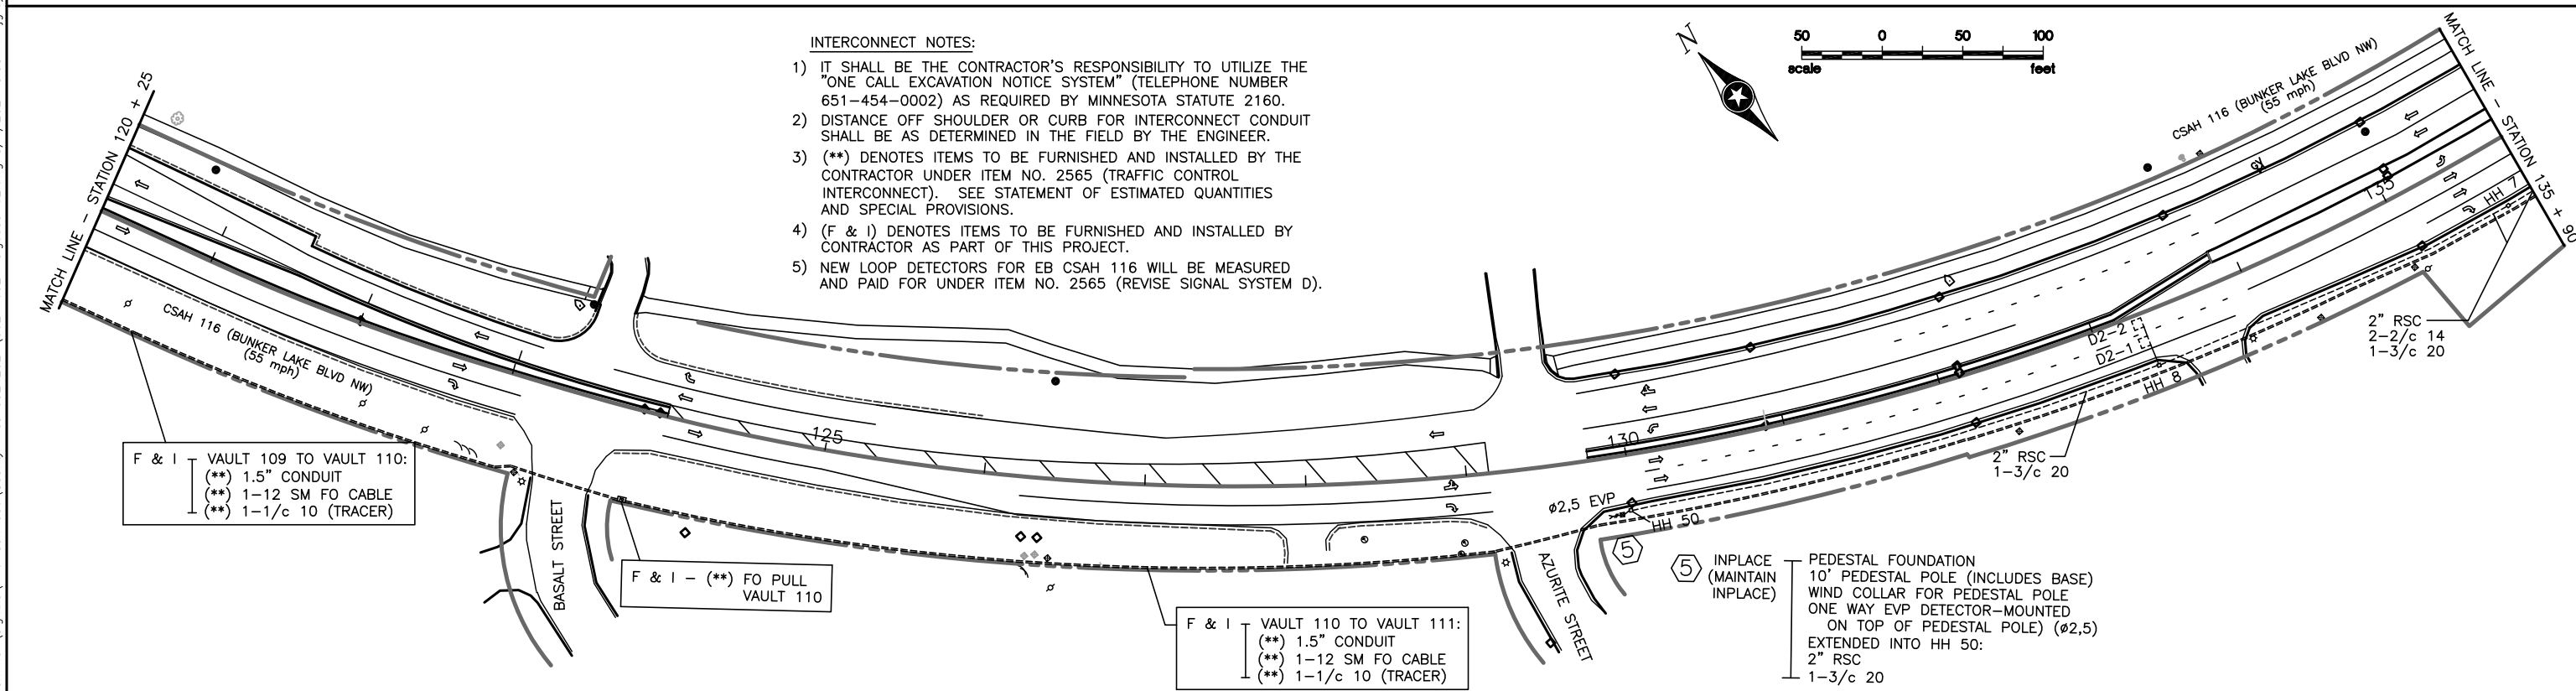 INTERCONNECT NOTES:
1) IT SHALL BE THE CONTRACTOR'S RESPONSIBILITY TO UTILIZE THE
"ONE CALL EXCAVATION NOTICE SYSTEM" (TELEPHONE NUMBER
651-454-0002) AS REQUIRED BY MINNESOTA STATUTE 2160.
2) DISTANCE OFF SHOULDER OR CURB FOR INTERCONNECT CONDUIT
SHALL BE AS DETERMINED IN THE FIELD BY THE ENGINEER.
3) (**) DENOTES ITEMS TO BE FURNISHED AND INSTALLED BY THE
CONTRACTOR UNDER ITEM NO. 2565 (TRAFFIC CONTROL
INTERCONNECT). SEE STATEMENT OF ESTIMATED QUANTITIES
AND SPECIAL PROVISIONS.
4) (F & I) DENOTES ITEMS TO BE FURNISHED AND INSTALLED BY
CONTRACTOR AS PART OF THIS PROJECT.
5) NEW LOOP DETECTORS FOR EB CSAH 116 WILL BE MEASURED
AND PAID FOR UNDER ITEM NO. 2565 (REVISE SIGNAL SYSTEM D).
N
50 0 50 100
scale feet
MATCH LINE - STATION 120 + 25
CSAH 116 (BUNKER LAKE BLVD NW)
(55 mph)
CSAH 116 (BUNKER LAKE BLVD NW)
(55 mph)
MATCH LINE - STATION 135 + 90
125
130
135
GV
D2-2
D2-1
HH 7
HH 8
HH 50
ø2,5 EVP
5
2" RSC
2-2/c 14
1-3/c 20
2" RSC
1-3/c 20
F & I VAULT 109 TO VAULT 110:
(**) 1.5" CONDUIT
(**) 1-12 SM FO CABLE
(**) 1-1/c 10 (TRACER)
BASALT STREET
F & I - (**) FO PULL
VAULT 110
F & I VAULT 110 TO VAULT 111:
(**) 1.5" CONDUIT
(**) 1-12 SM FO CABLE
(**) 1-1/c 10 (TRACER)
AZURITE STREET
5 INPLACE
(MAINTAIN
INPLACE)
PEDESTAL FOUNDATION
10' PEDESTAL POLE (INCLUDES BASE)
WIND COLLAR FOR PEDESTAL POLE
ONE WAY EVP DETECTOR-MOUNTED
ON TOP OF PEDESTAL POLE) (ø2,5)
EXTENDED INTO HH 50:
2" RSC
1-3/c 20